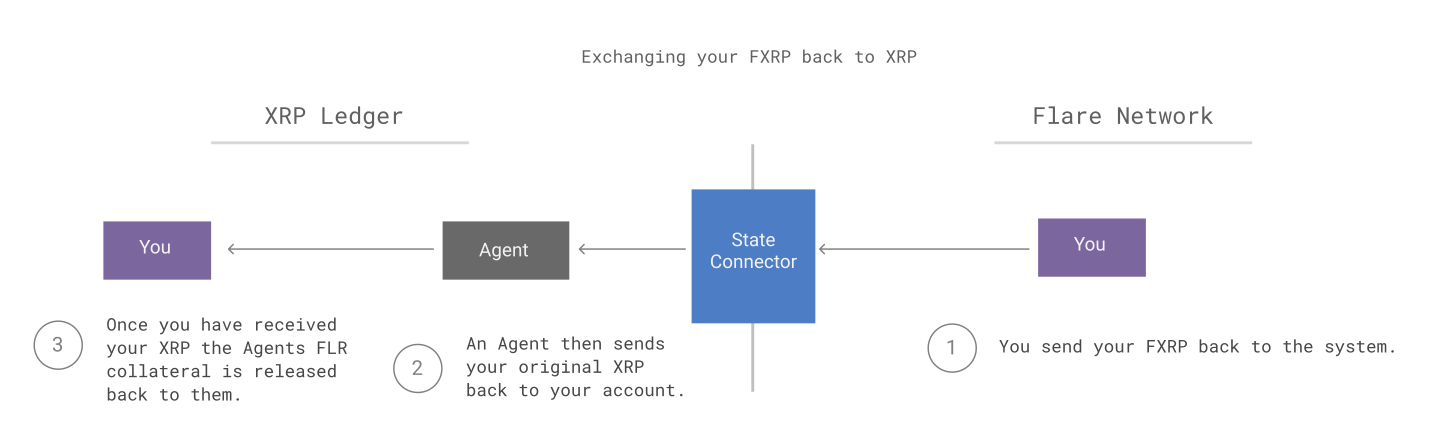 Exchanging your FXRP back to XRP
XRP Ledger
Flare Network
You
Agent
State
Connector
You
3
Once you have received
your XRP the Agents FLR
collateral is released
back to them.
2
An Agent then sends
your original XRP
back to your account.
1
You send your FXRP back to the system.